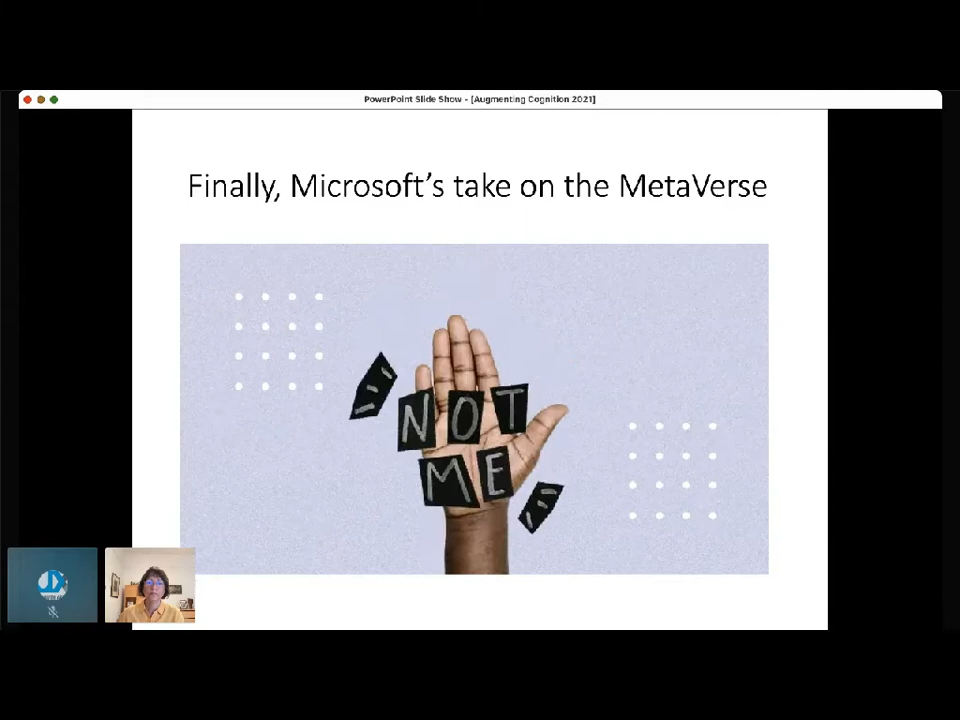 PowerPoint Slide Show - [Augmenting Cognition 2021]
Finally, Microsoft's take on the MetaVerse
NOT
ME